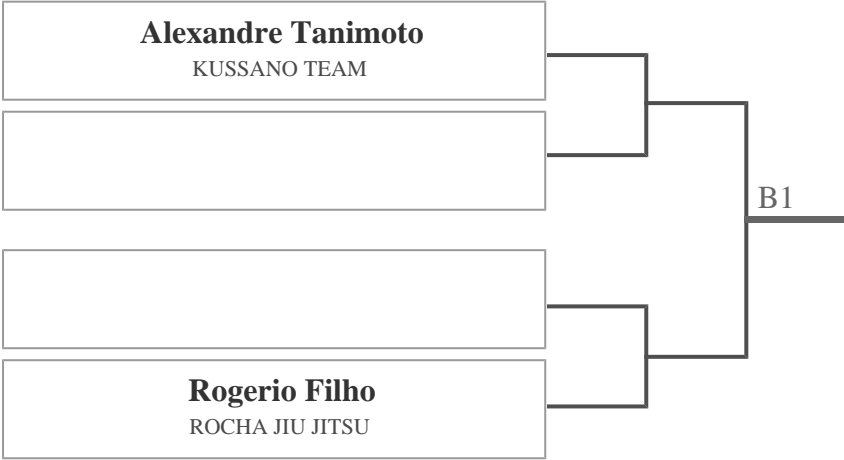 Alexandre Tanimoto
KUSSANO TEAM
B1
Rogerio Filho
ROCHA JIU JITSU